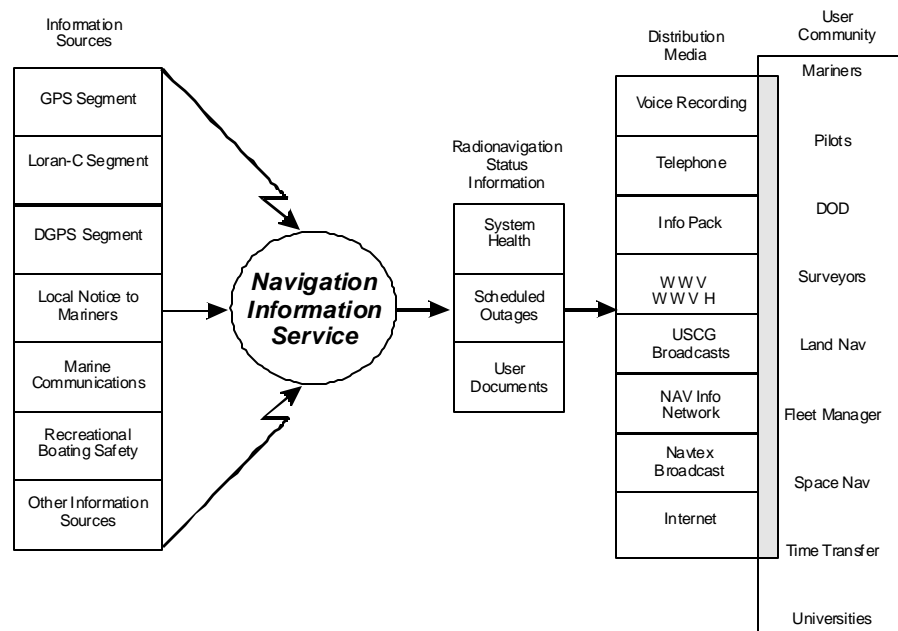 Information
Sources
GPS Segment
Loran-C Segment
DGPS Segment
Local Notice to
Mariners
Marine
Communications
Recreational
Boating Safety
Other Information
Sources
Navigation
Information
Service
Radionavigation
Status
Information
System
Health
Scheduled
Outages
User
Documents
Distribution
Media
Voice Recording
Telephone
Info Pack
WWV
WWVH
USCG
Broadcasts
NAV Info
Network
Navtex
Broadcast
Internet
User
Community
Mariners
Pilots
DOD
Surveyors
Land Nav
Fleet Manager
Space Nav
Time Transfer
Universities